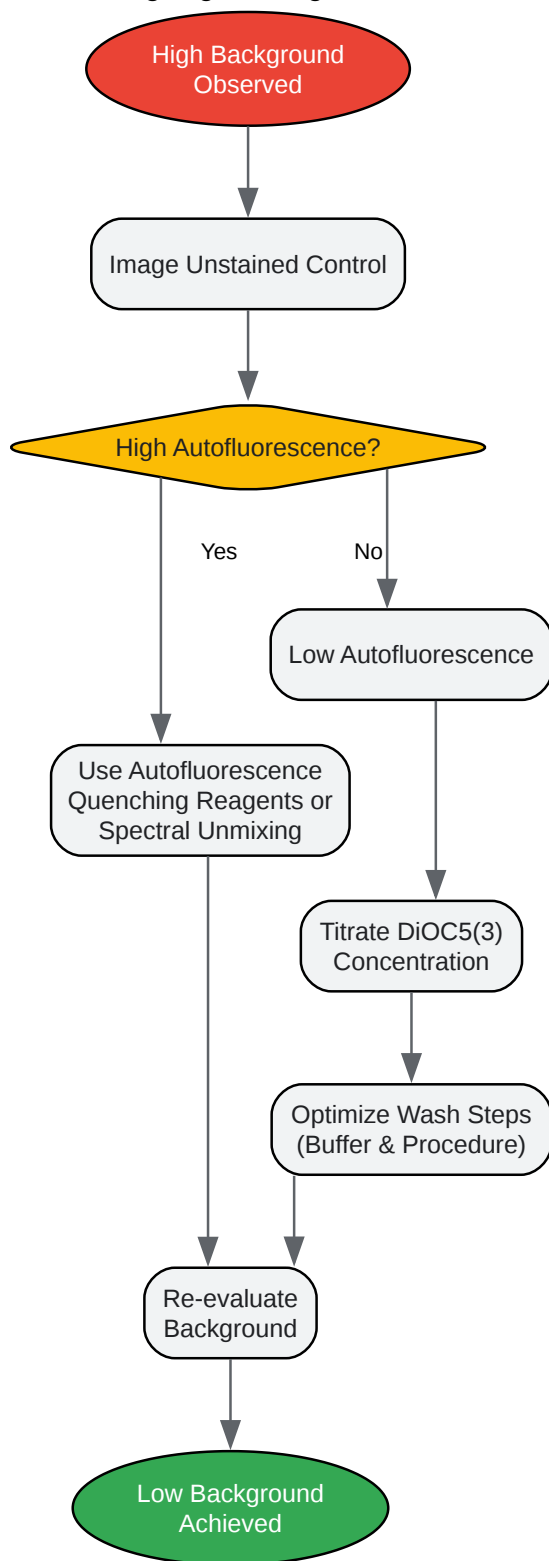 High Background
Observed
Image Unstained Control
High Autofluorescence?
Yes
No
Low Autofluorescence
Use Autofluorescence
Quenching Reagents or
Spectral Unmixing
Titrate DiOC5(3)
Concentration
Optimize Wash Steps
(Buffer & Procedure)
Re-evaluate
Background
Low Background
Achieved